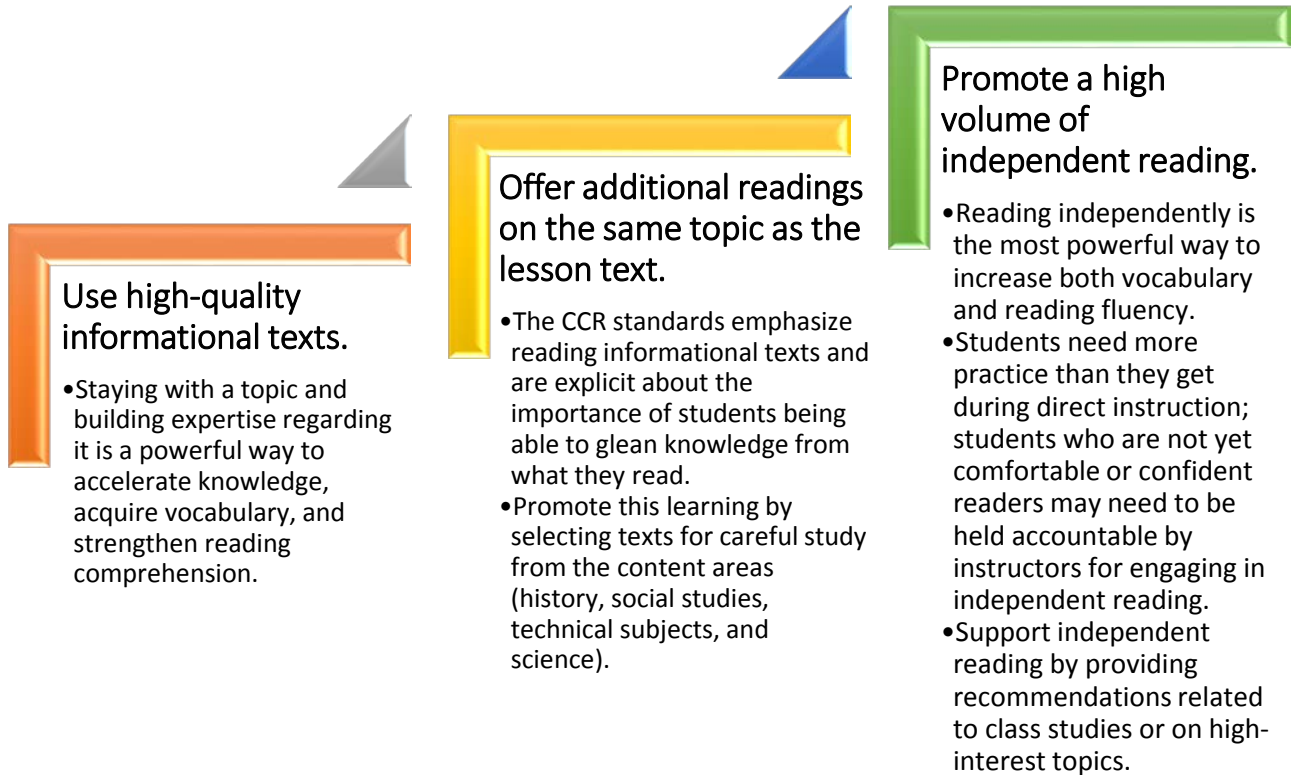 Use high-quality
informational texts.
•Staying with a topic and
building expertise regarding
it is a powerful way to
accelerate knowledge,
acquire vocabulary, and
strengthen reading
comprehension.
Offer additional readings
on the same topic as the
lesson text.
•The CCR standards emphasize
reading informational texts and
are explicit about the
importance of students being
able to glean knowledge from
what they read.
•Promote this learning by
selecting texts for careful study
from the content areas
(history, social studies,
technical subjects, and
science).
Promote a high
volume of
independent reading.
•Reading independently is
the most powerful way to
increase both vocabulary
and reading fluency.
•Students need more
practice than they get
during direct instruction;
students who are not yet
comfortable or confident
readers may need to be
held accountable by
instructors for engaging in
independent reading.
•Support independent
reading by providing
recommendations related
to class studies or on high-
interest topics.